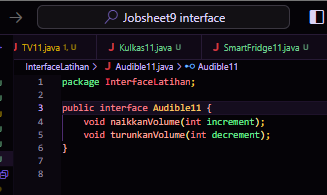 Jobsheet9 interface
TV11.java 1, U
Kulkas11.java U
SmartFridge11.java U
InterfaceLatihan > Audible11.java > Audible11
1 package InterfaceLatihan;
2
3 public interface Audible11 {
4 void naikkanVolume(int increment);
5 void turunkanVolume(int decrement);
6 }
7
8